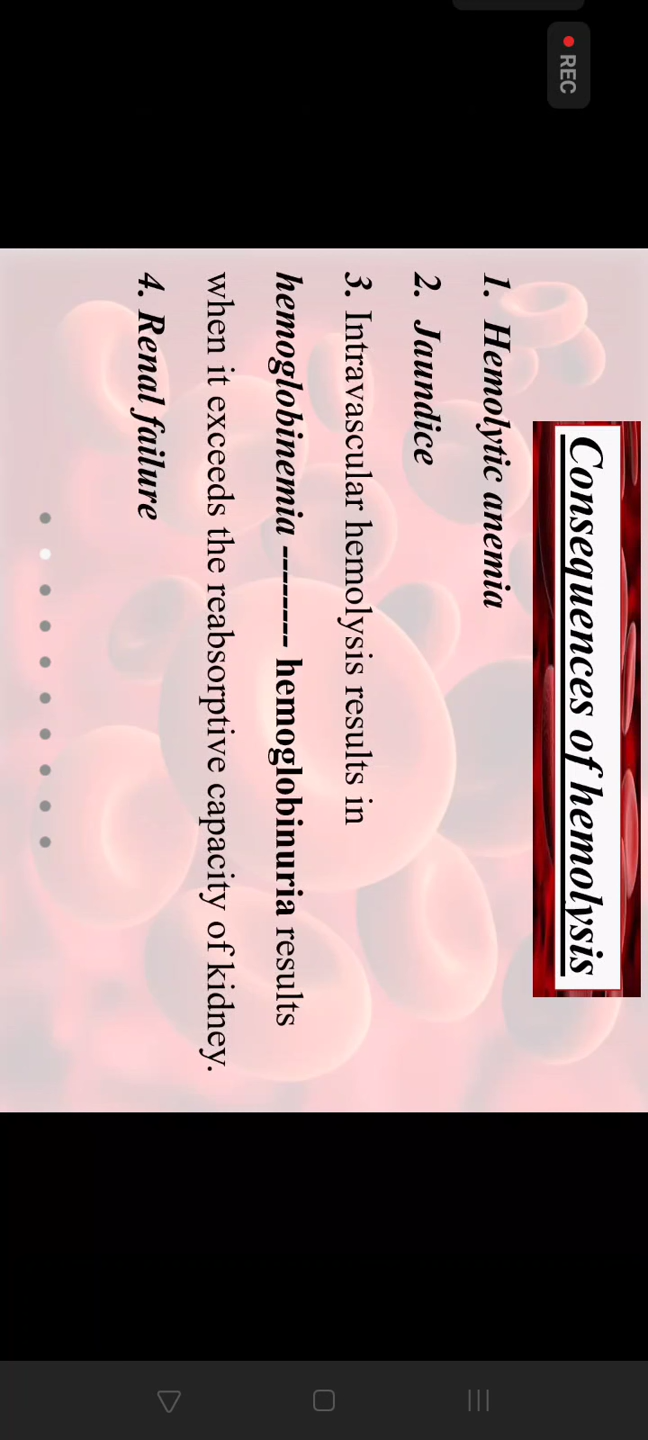 REC
Consequences of hemolysis
1. Hemolytic anemia
2. Jaundice
3. Intravascular hemolysis results in
hemoglobinemia -------- hemoglobinuria results
when it exceeds the reabsorptive capacity of kidney.
4. Renal failure